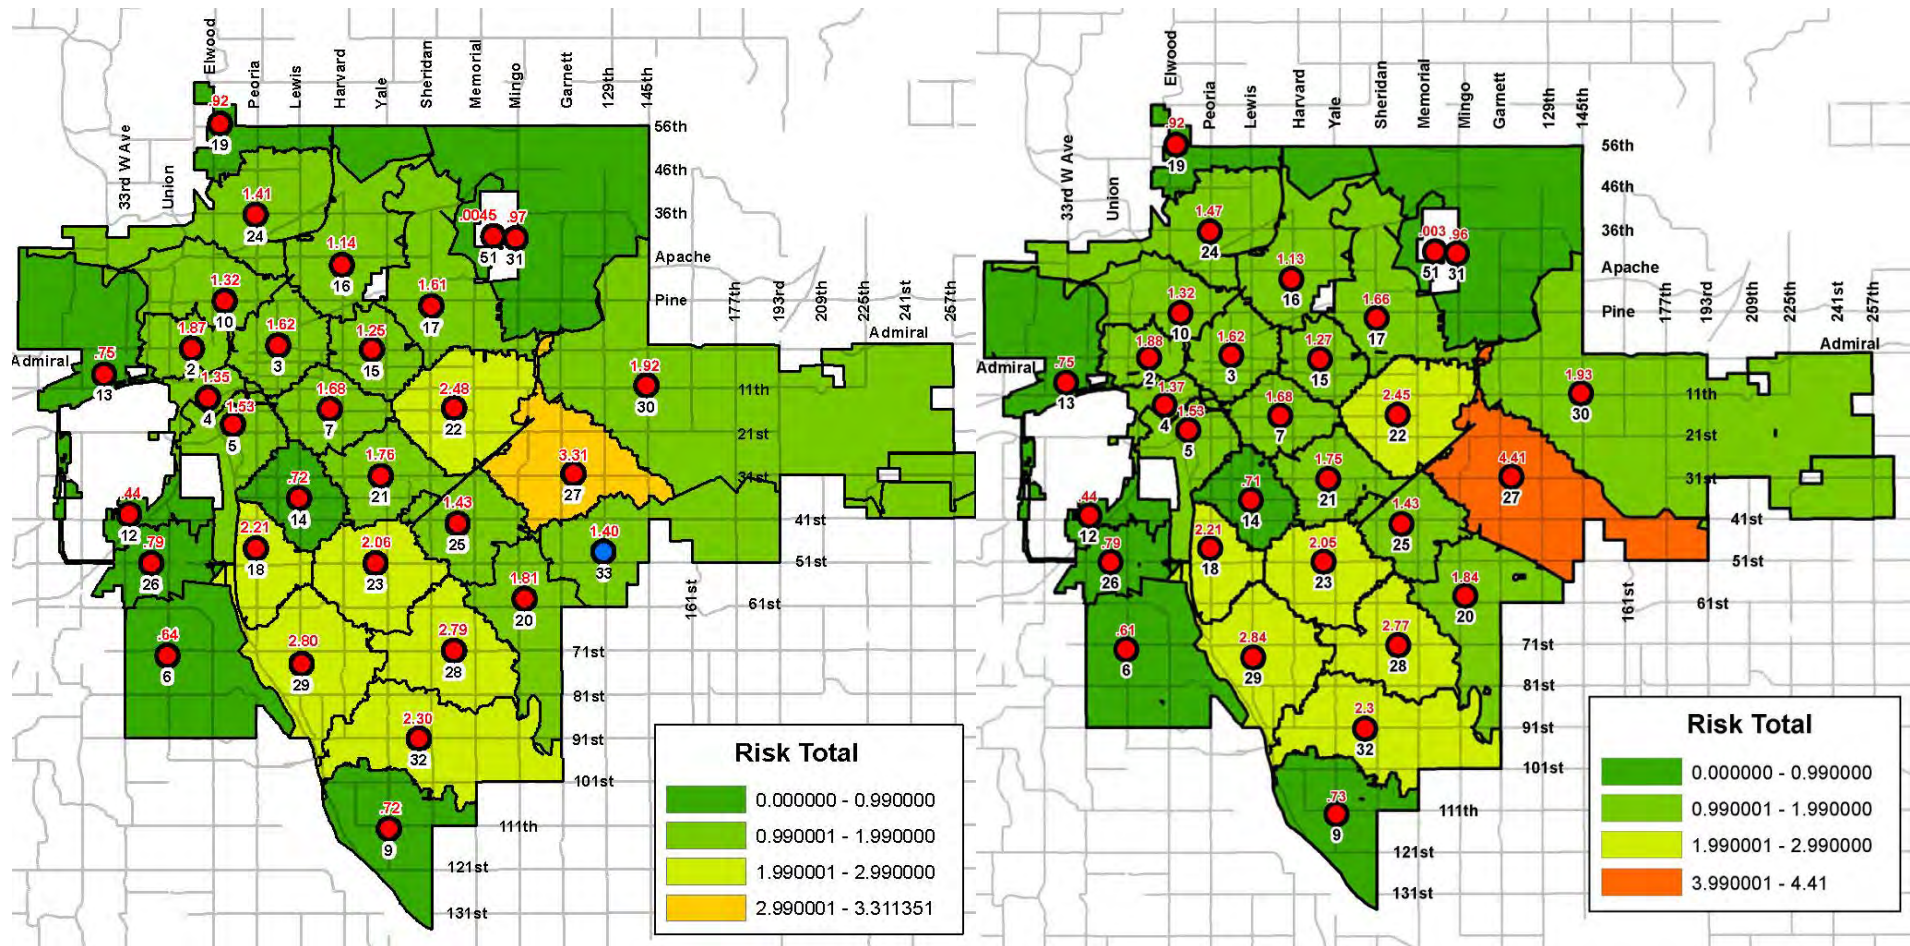 Elwood
Peoria
Lewis
Harvard
Yale
Sheridan
Memorial
Mingo
Garnett
129th
145th
33rd W Ave
Union
56th
46th
36th
Apache
Pine
177th
193rd
209th
225th
241st
257th
Admiral
Admiral
11th
21st
31st
41st
51st
161st
61st
71st
81st
91st
101st
111th
121st
131st
.92
19
1.41
24
1.14
16
.0045
51
.97
31
1.32
10
1.61
17
1.87
2
1.62
3
1.25
15
.75
13
1.35
4
1.53
5
1.68
7
2.48
22
1.92
30
.72
14
1.76
21
3.31
27
.44
12
1.43
25
2.21
18
2.06
23
1.40
33
.79
26
1.81
20
.64
6
2.80
29
2.79
28
2.30
32
.72
9
Risk Total
0.000000 - 0.990000
0.990001 - 1.990000
1.990001 - 2.990000
2.990001 - 3.311351
Elwood
Peoria
Lewis
Harvard
Yale
Sheridan
Memorial
Mingo
Garnett
129th
145th
33rd W Ave
Union
56th
46th
36th
Apache
Pine
177th
193rd
209th
225th
241st
257th
Admiral
Admiral
11th
21st
31st
41st
51st
161st
61st
71st
81st
91st
101st
111th
121st
131st
.92
19
1.47
24
1.13
16
.003
51
.96
31
1.32
10
1.66
17
1.88
2
1.62
3
1.27
15
.75
13
1.37
4
1.53
5
1.68
7
2.45
22
1.93
30
.71
14
1.75
21
4.41
27
.44
12
1.43
25
2.21
18
2.05
23
.79
26
1.84
20
.61
6
2.84
29
2.77
28
2.3
32
.73
9
Risk Total
0.000000 - 0.990000
0.990001 - 1.990000
1.990001 - 2.990000
3.990001 - 4.41